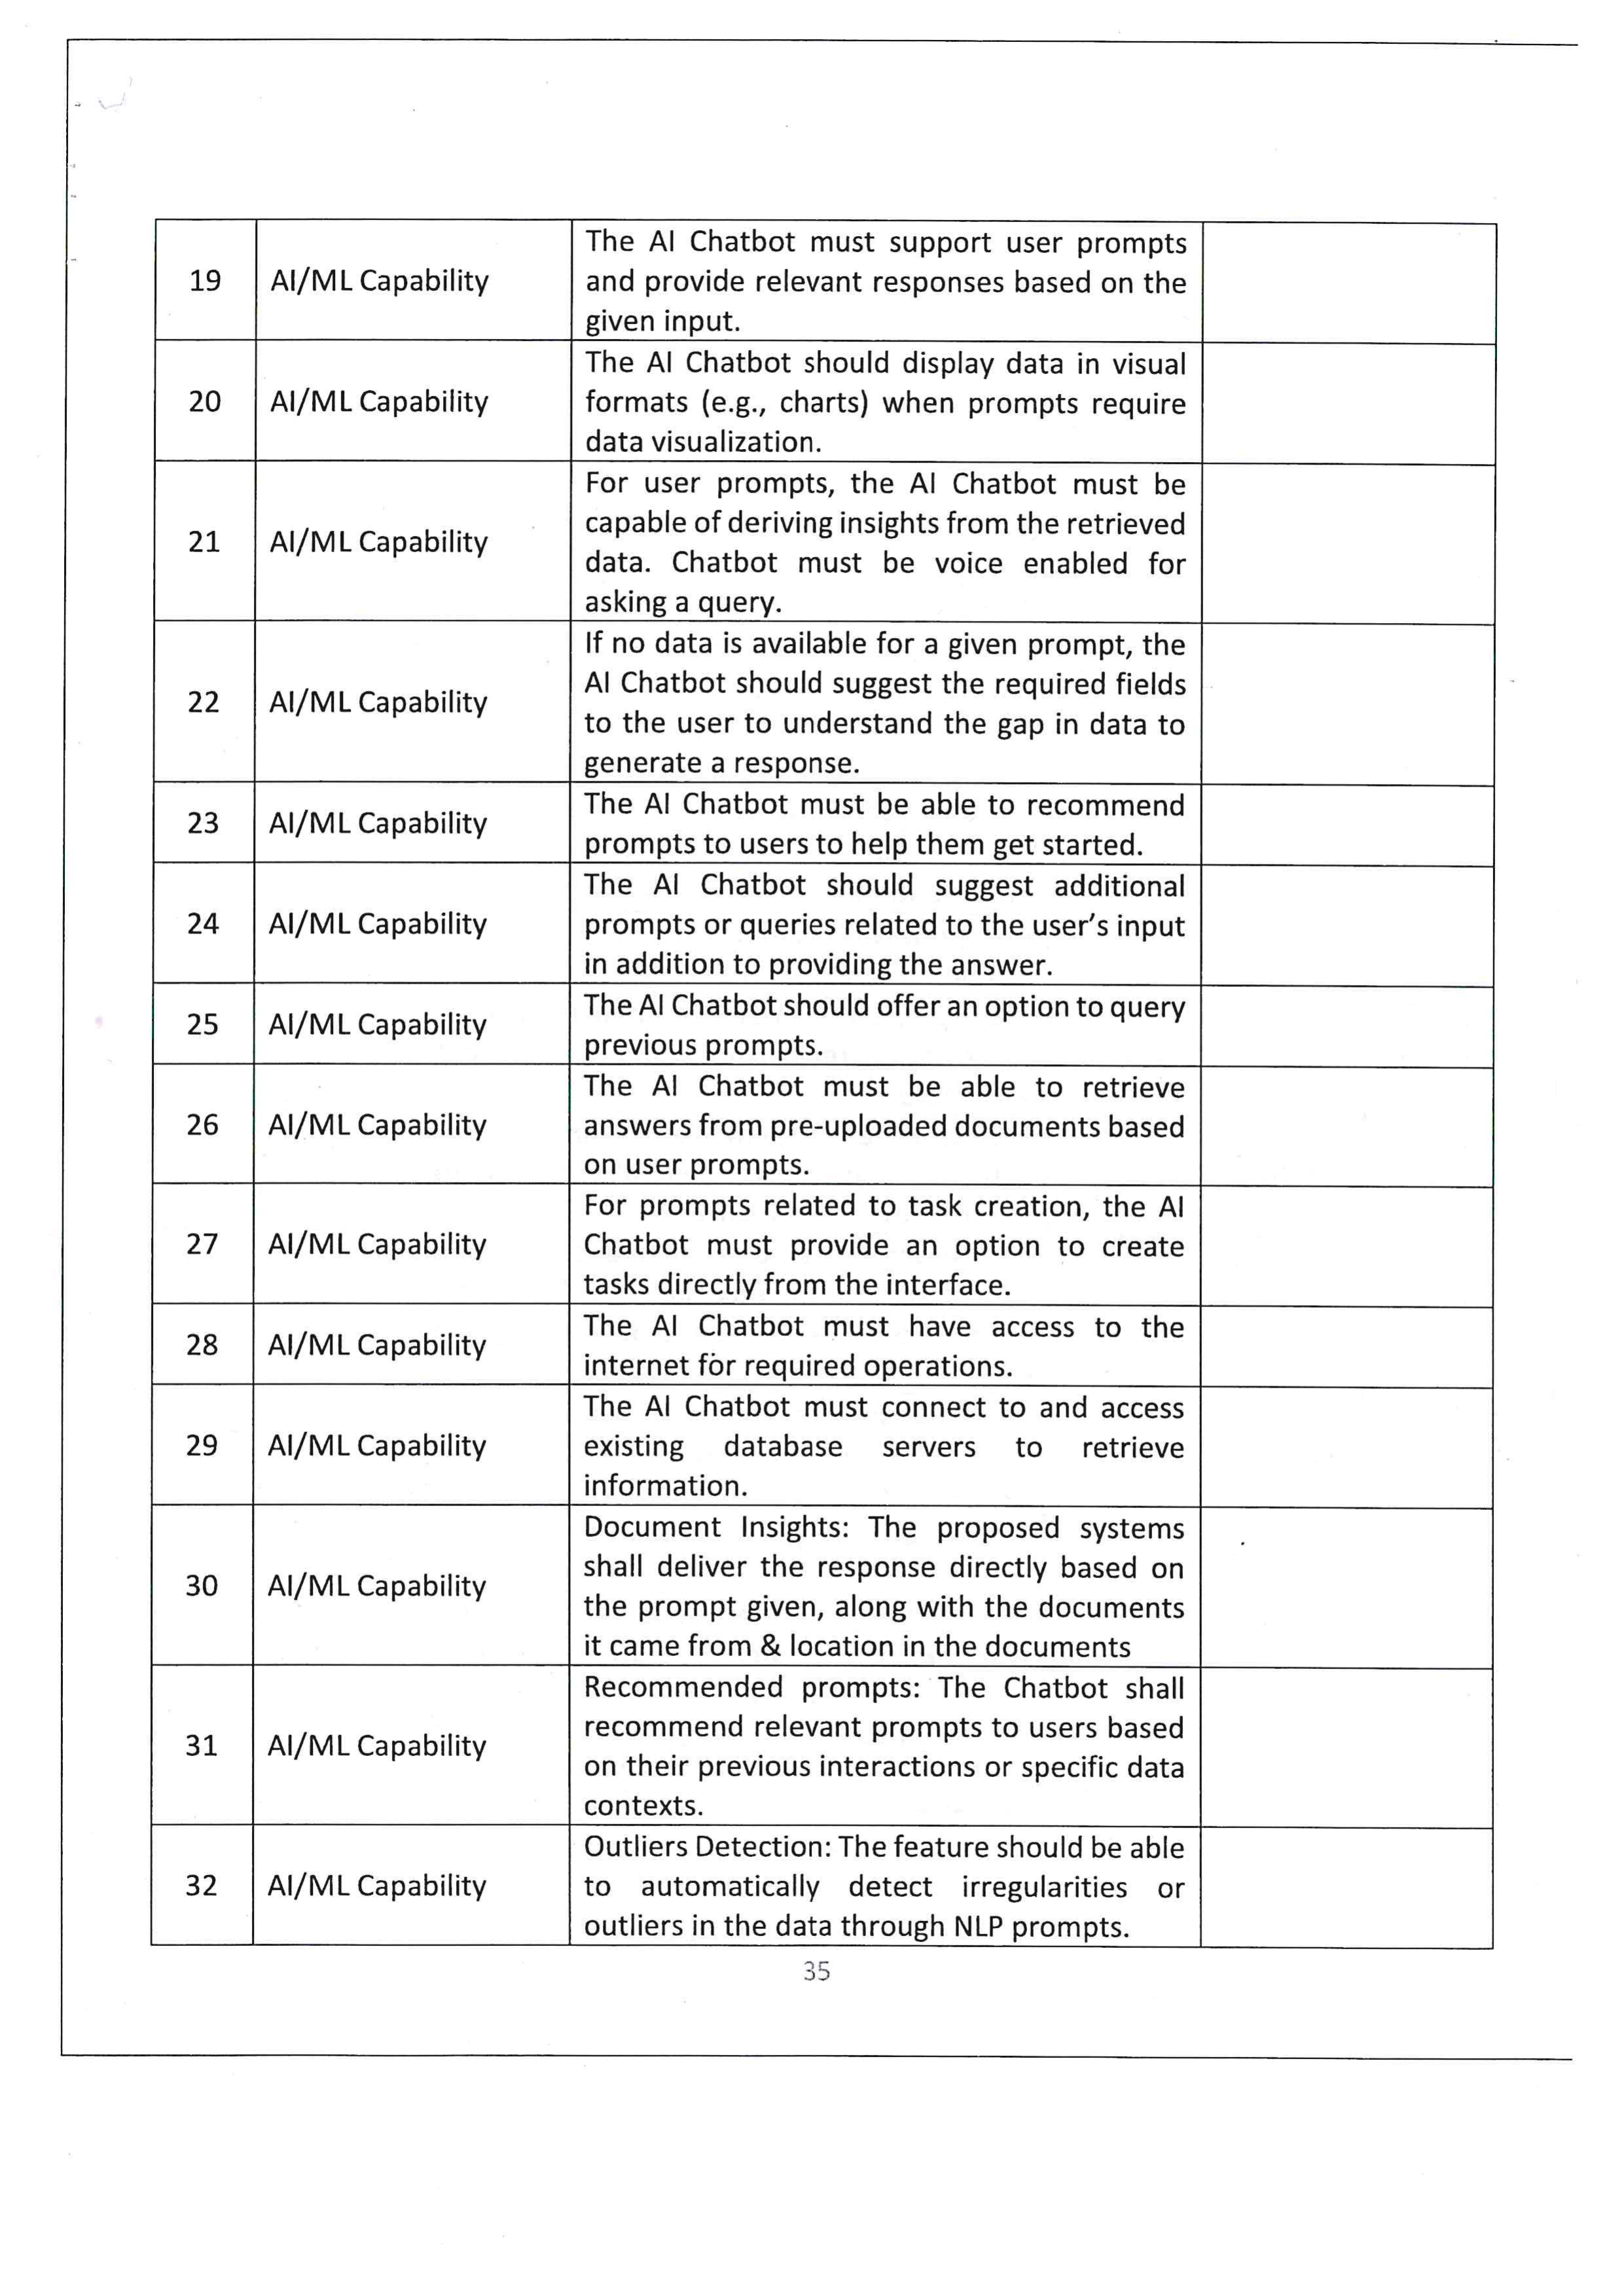 The AI Chatbot must support user prompts
19 AI/ML Capability and provide relevant responses based on the
given input.
The AI Chatbot should display data in visual
20 AI/ML Capability formats (e.g., charts) when prompts require
data visualization.
For user prompts, the AI Chatbot must be
capable of deriving insights from the retrieved
21 AI/ML Capability
data. Chatbot must be voice enabled for
asking a query.
If no data is available for a given prompt, the
AI Chatbot should suggest the required fields
22 AI/ML Capability
to the user to understand the gap in data to
generate a response.
The AI Chatbot must be able to recommend
23 AI/ML Capability
prompts to users to help them get started.
The AI Chatbot should suggest additional
24 AI/ML Capability prompts or queries related to the user's input
in addition to providing the answer.
The AI Chatbot should offer an option to query
25 AI/ML Capability
previous prompts.
The AI Chatbot must be able to retrieve
26 AI/ML Capability answers from pre-uploaded documents based
on user prompts.
For prompts related to task creation, the AI
27 AI/ML Capability Chatbot must provide an option to create
tasks directly from the interface.
The AI Chatbot must have access to the
28 AI/ML Capability
internet for required operations.
The AI Chatbot must connect to and access
29 AI/ML Capability existing database servers to retrieve
information.
Document Insights: The proposed systems
shall deliver the response directly based on
30 AI/ML Capability
the prompt given, along with the documents
it came from & location in the documents
Recommended prompts: The Chatbot shall
recommend relevant prompts to users based
31 AI/ML Capability
on their previous interactions or specific data
contexts.
Outliers Detection: The feature should be able
32 AI/ML Capability to automatically detect irregularities or
outliers in the data through NLP prompts.
35